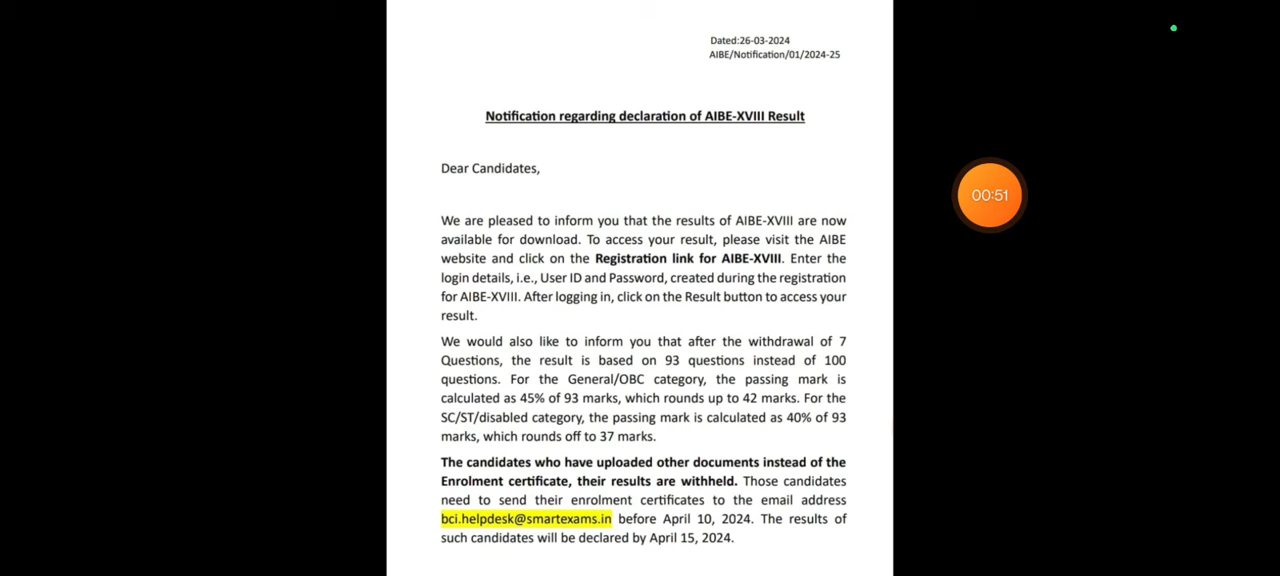 Dated:26-03-2024
AIBE/Notification/01/2024-25
Notification regarding declaration of AIBE-XVIII Result
Dear Candidates,
00:51
We are pleased to inform you that the results of AIBE-XVIII are now
available for download. To access your result, please visit the AIBE
website and click on the Registration link for AIBE-XVIII. Enter the
login details, i.e., User ID and Password, created during the registration
for AIBE-XVIII. After logging in, click on the Result button to access your
result.
We would also like to inform you that after the withdrawal of 7
Questions, the result is based on 93 questions instead of 100
questions. For the General/OBC category, the passing mark is
calculated as 45% of 93 marks, which rounds up to 42 marks. For the
SC/ST/disabled category, the passing mark is calculated as 40% of 93
marks, which rounds off to 37 marks.
The candidates who have uploaded other documents instead of the
Enrolment certificate, their results are withheld. Those candidates
need to send their enrolment certificates to the email address
bci.helpdesk@smartexams.in before April 10, 2024. The results of
such candidates will be declared by April 15, 2024.